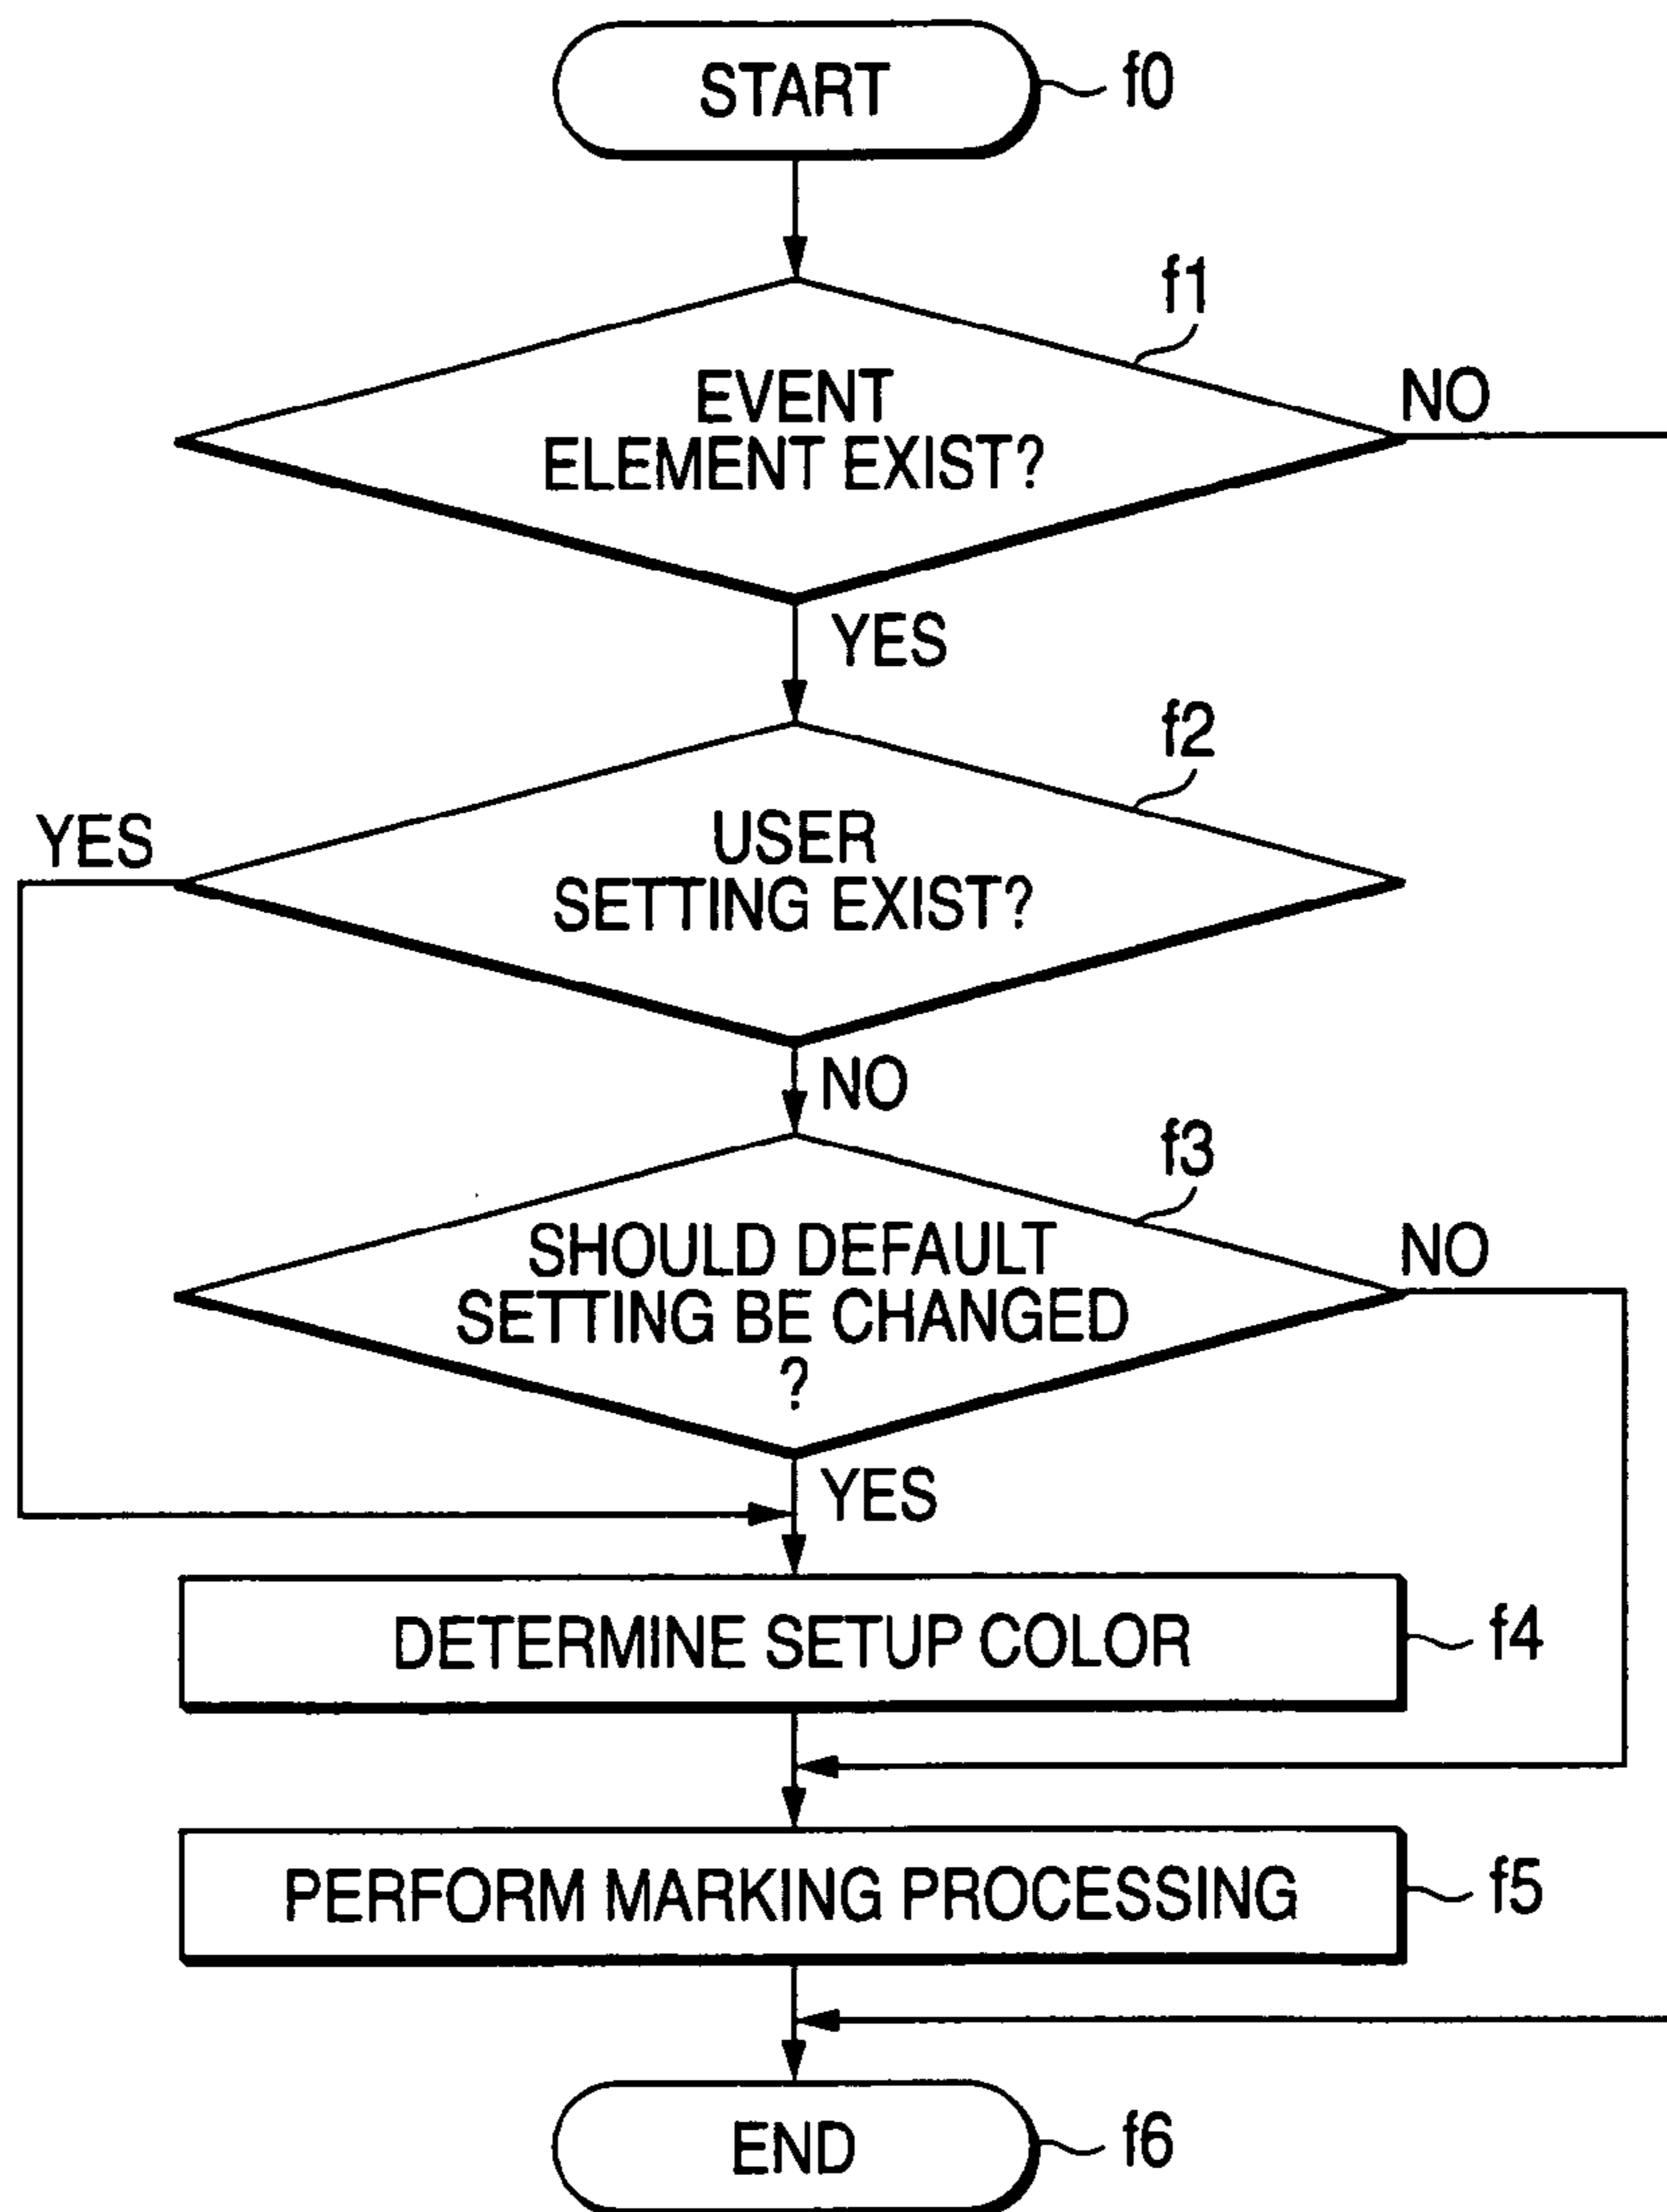 START
f0
f1
EVENT
ELEMENT EXIST?
NO
YES
f2
USER
SETTING EXIST?
YES
NO
f3
SHOULD DEFAULT
SETTING BE CHANGED
?
NO
YES
DETERMINE SETUP COLOR
f4
PERFORM MARKING PROCESSING
f5
END
f6